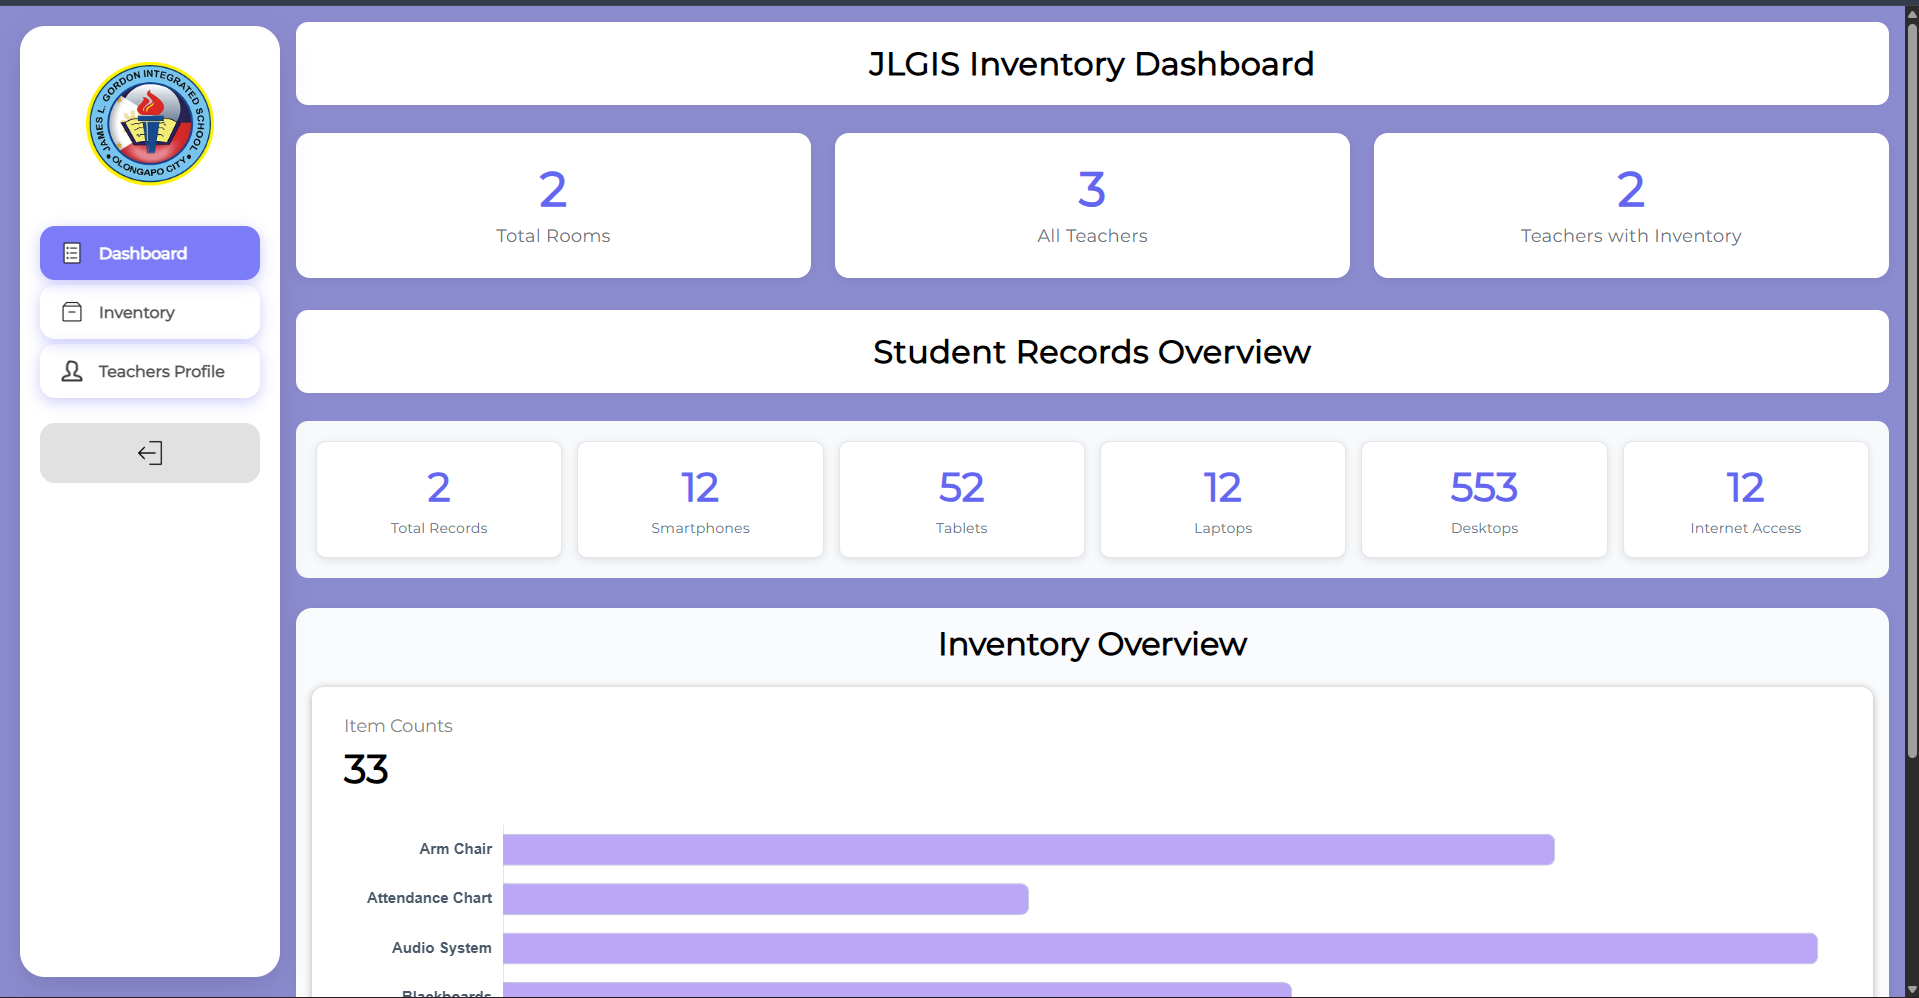 JAMES L. GORDON INTEGRATED SCHOOL
• OLONGAPO CITY •
Dashboard
Inventory
Teachers Profile
JLGIS Inventory Dashboard
2
Total Rooms
3
All Teachers
2
Teachers with Inventory
Student Records Overview
2
Total Records
12
Smartphones
52
Tablets
12
Laptops
553
Desktops
12
Internet Access
Inventory Overview
Item Counts
33
Arm Chair
Attendance Chart
Audio System
Blackboards